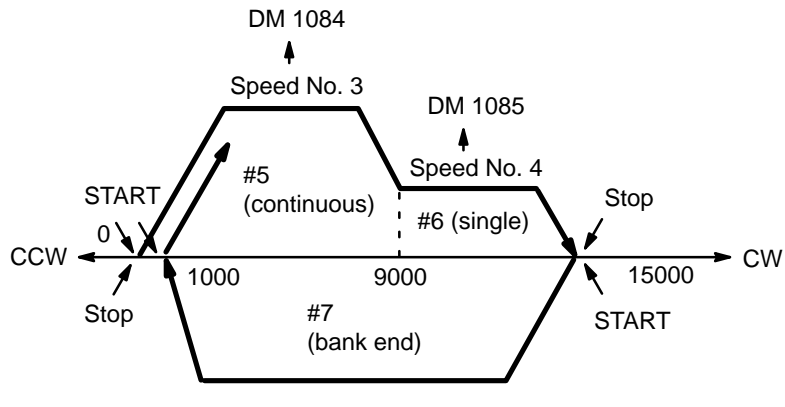 DM 1084
Speed No. 3
DM 1085
Speed No. 4
#5
(continuous)
START
0
#6 (single)
Stop
CCW
CW
1000
9000
15000
Stop
#7
(bank end)
START